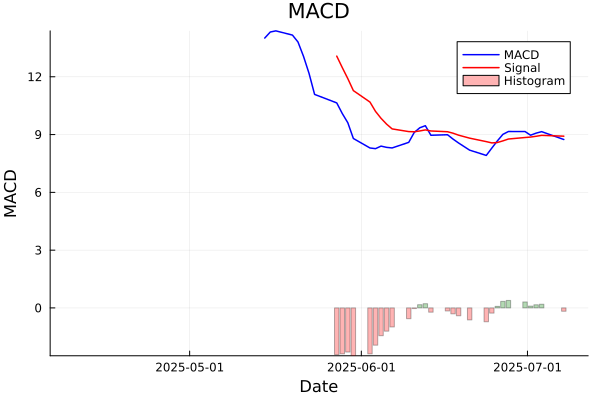 MACD
MACD
Signal
Histogram
12
9
6
3
0
MACD
2025-05-01
2025-06-01
2025-07-01
Date